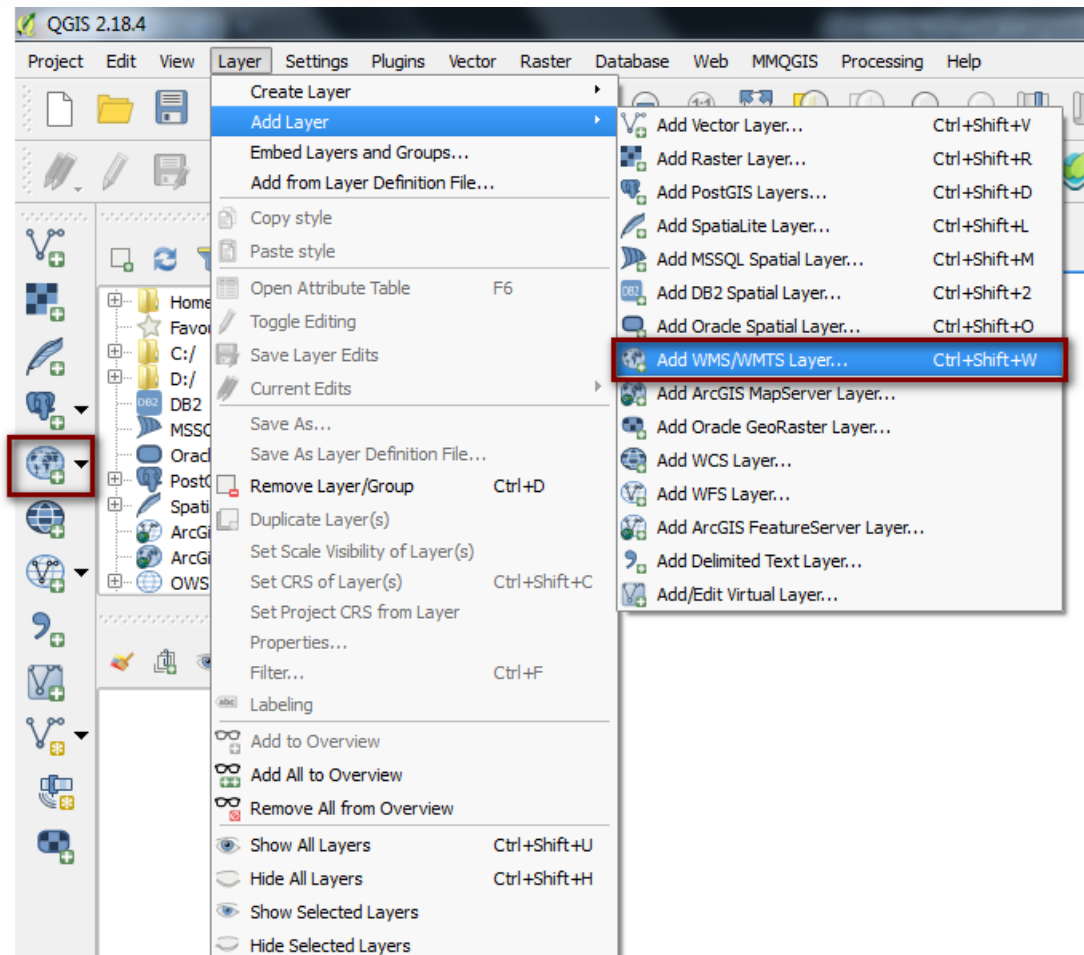 QGIS 2.18.4
Project Edit View Layer Settings Plugins Vector Raster Database Web MMQGIS Processing Help
Create Layer
Add Layer
Embed Layers and Groups...
Add from Layer Definition File...
Copy style
Paste style
Open Attribute Table F6
Toggle Editing
Save Layer Edits
Current Edits
Save As...
Save As Layer Definition File...
Remove Layer/Group Ctrl+D
Duplicate Layer(s)
Set Scale Visibility of Layer(s)
Set CRS of Layer(s) Ctrl+Shift+C
Set Project CRS from Layer
Properties...
Filter... Ctrl+F
abc Labeling
Add to Overview
Add All to Overview
Remove All from Overview
Show All Layers Ctrl+Shift+U
Hide All Layers Ctrl+Shift+H
Show Selected Layers
Hide Selected Layers
Add Vector Layer... Ctrl+Shift+V
Add Raster Layer... Ctrl+Shift+R
Add PostGIS Layers... Ctrl+Shift+D
Add SpatiaLite Layer... Ctrl+Shift+L
Add MSSQL Spatial Layer... Ctrl+Shift+M
DB2 Add DB2 Spatial Layer... Ctrl+Shift+2
Add Oracle Spatial Layer... Ctrl+Shift+O
Add WMS/WMTS Layer... Ctrl+Shift+W
Add ArcGIS MapServer Layer...
Add Oracle GeoRaster Layer...
Add WCS Layer...
Add WFS Layer...
Add ArcGIS FeatureServer Layer...
Add Delimited Text Layer...
Add/Edit Virtual Layer...
Home
Favou
C:/
D:/
DB2 DB2
MSSQ
Orac
Spati
ArcGi
ArcGi
OWS